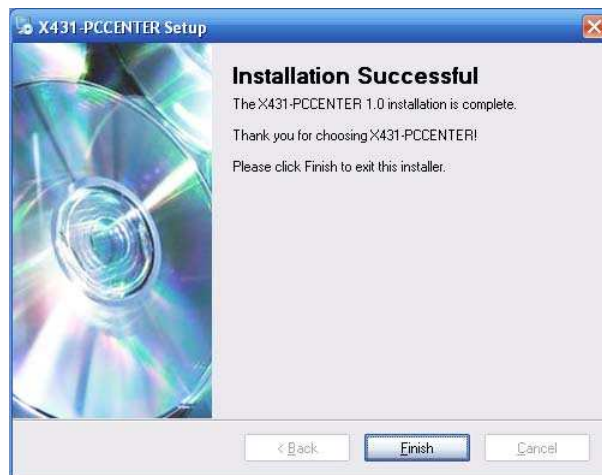 X431-PCCENTER Setup
Installation Successful
The X431-PCCENTER 1.0 installation is complete.
Thank you for choosing X431-PCCENTER!
Please click Finish to exit this installer.
< Back
Finish
Cancel